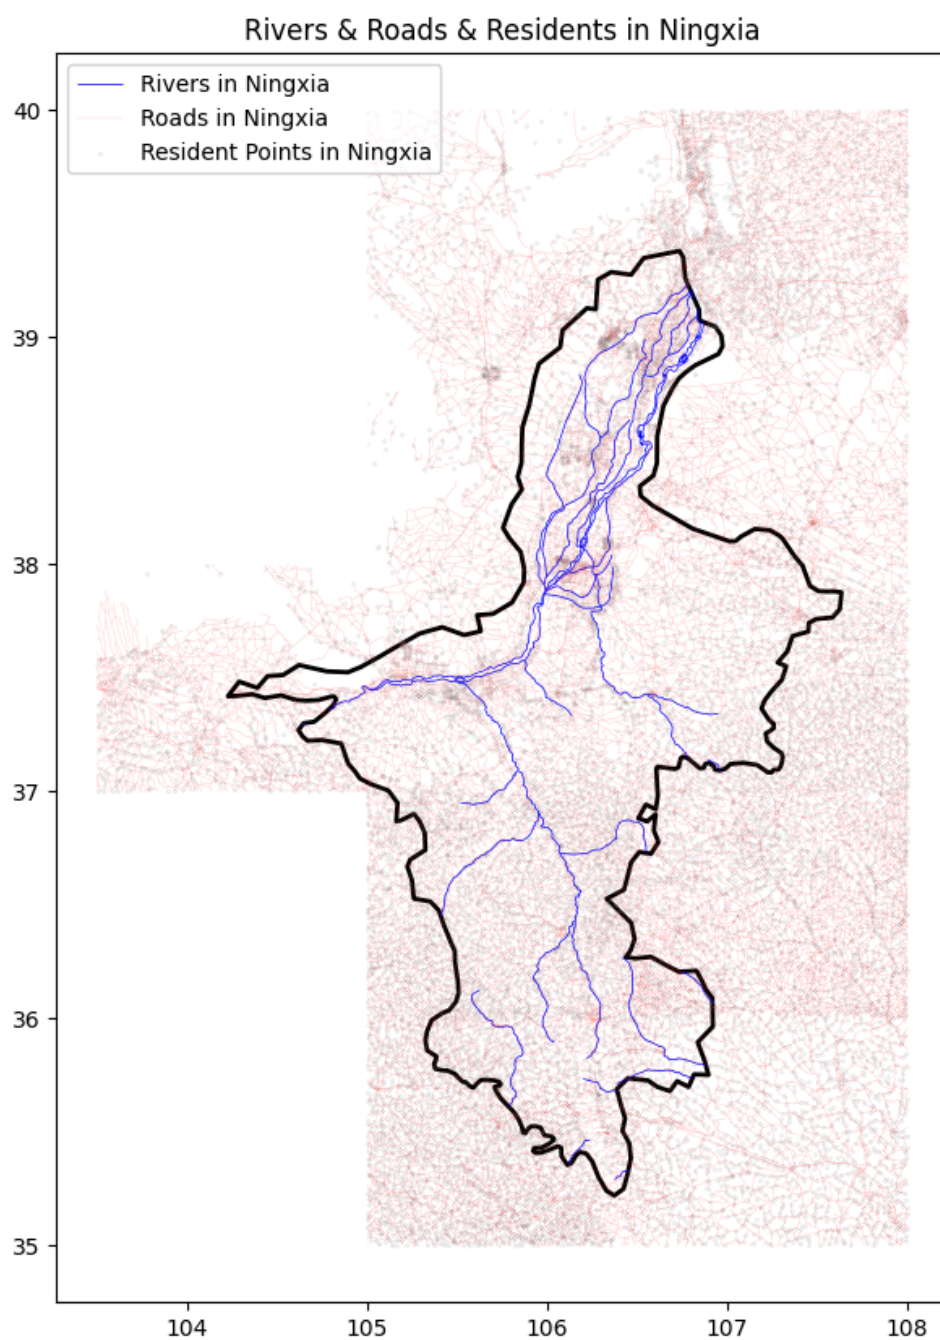 Rivers & Roads & Residents in Ningxia
Rivers in Ningxia
Roads in Ningxia
Resident Points in Ningxia
40
39
38
37
36
35
104
105
106
107
108